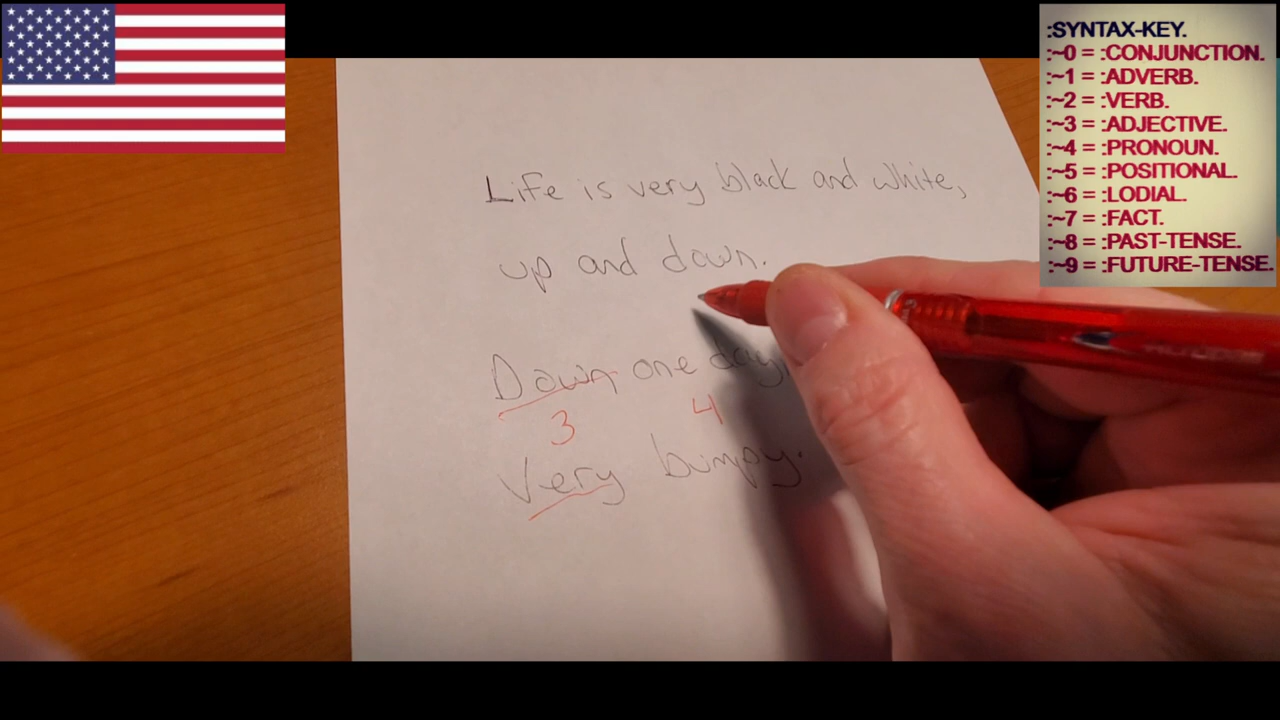 :SYNTAX-KEY.
:~0 = :CONJUNCTION.
:~1 = :ADVERB.
:~2 = :VERB.
:~3 = :ADJECTIVE.
:~4 = :PRONOUN.
:~5 = :POSITIONAL.
:~6 = :LODIAL.
:~7 = :FACT.
:~8 = :PAST-TENSE.
:~9 = :FUTURE-TENSE.
Life is very black and white,
up and down.
Down one day
3 4
Very bumpy.